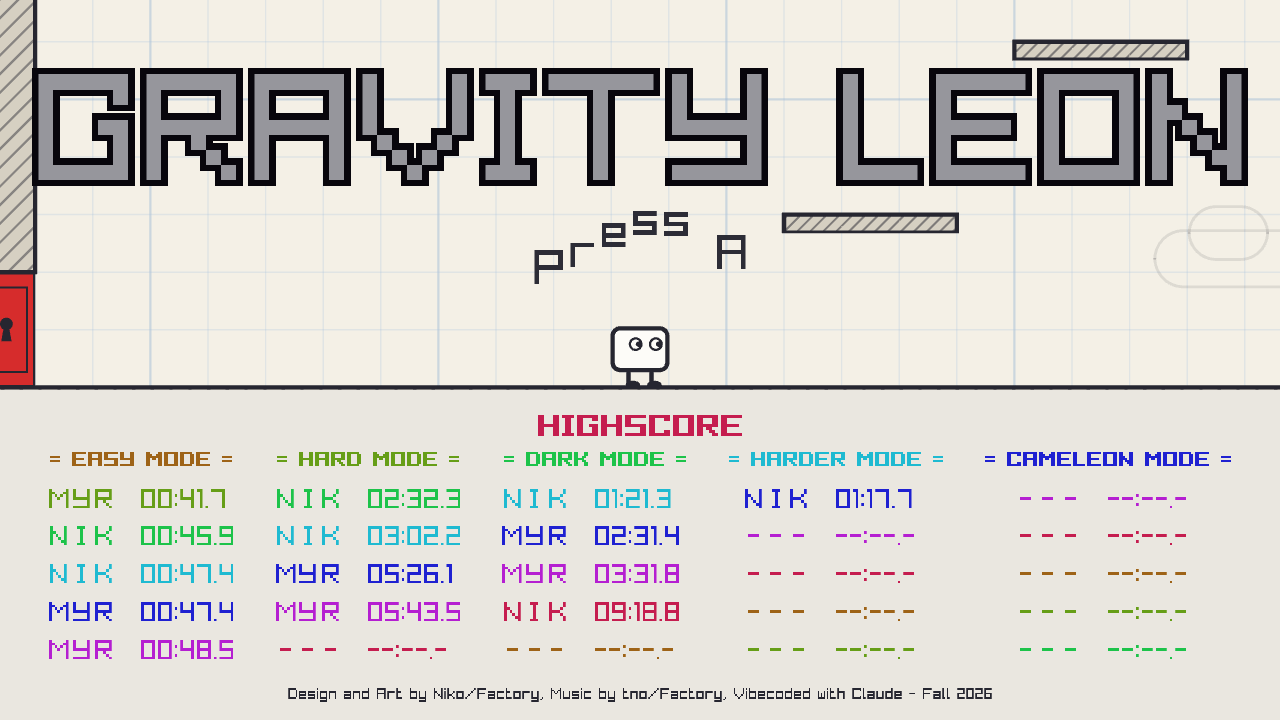 GRAVITY LEON
Press A
HIGHSCORE
= EASY MODE = = HARD MODE = = DARK MODE = = HARDER MODE = = CAMELEON MODE =
MYR 00:41.7 NIK 02:32.3 NIK 01:21.3 NIK 01:17.7 - - - --:--.-
NIK 00:45.9 NIK 03:02.2 MYR 02:31.4 - - - --:--.- - - - --:--.-
NIK 00:47.4 MYR 05:26.1 MYR 03:31.8 - - - --:--.- - - - --:--.-
MYR 00:47.4 MYR 05:43.5 NIK 09:18.8 - - - --:--.- - - - --:--.-
MYR 00:48.5 - - - --:--.- - - - --:--.- - - - --:--.- - - - --:--.-
Design and Art by Niko/Factory, Music by tno/Factory, Vibecoded with Claude - Fall 2026